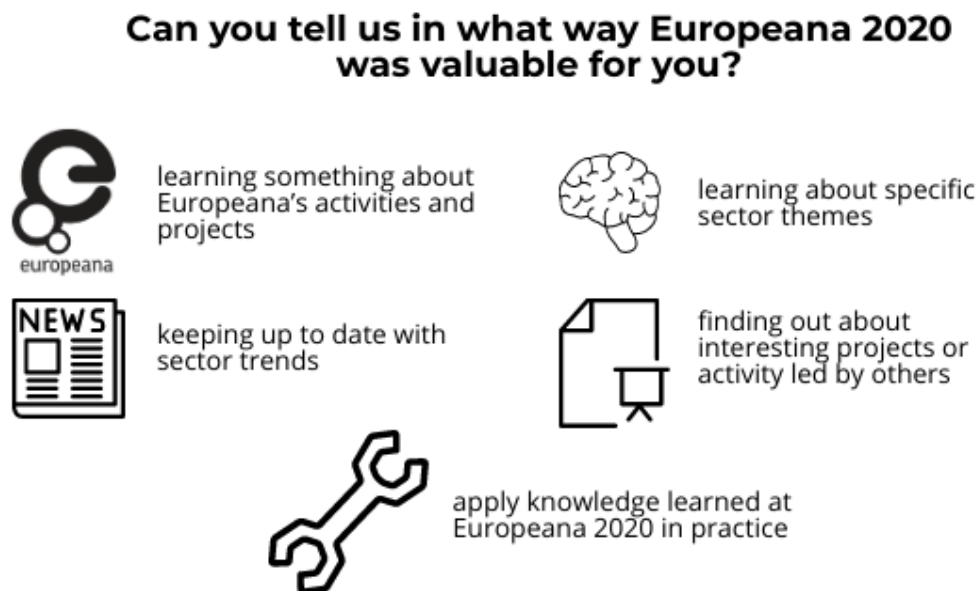 Can you tell us in what way Europeana 2020
was valuable for you?
europeana
learning something about
Europeana's activities and
projects
learning about specific
sector themes
NEWS
keeping up to date with
sector trends
finding out about
interesting projects or
activity led by others
apply knowledge learned at
Europeana 2020 in practice